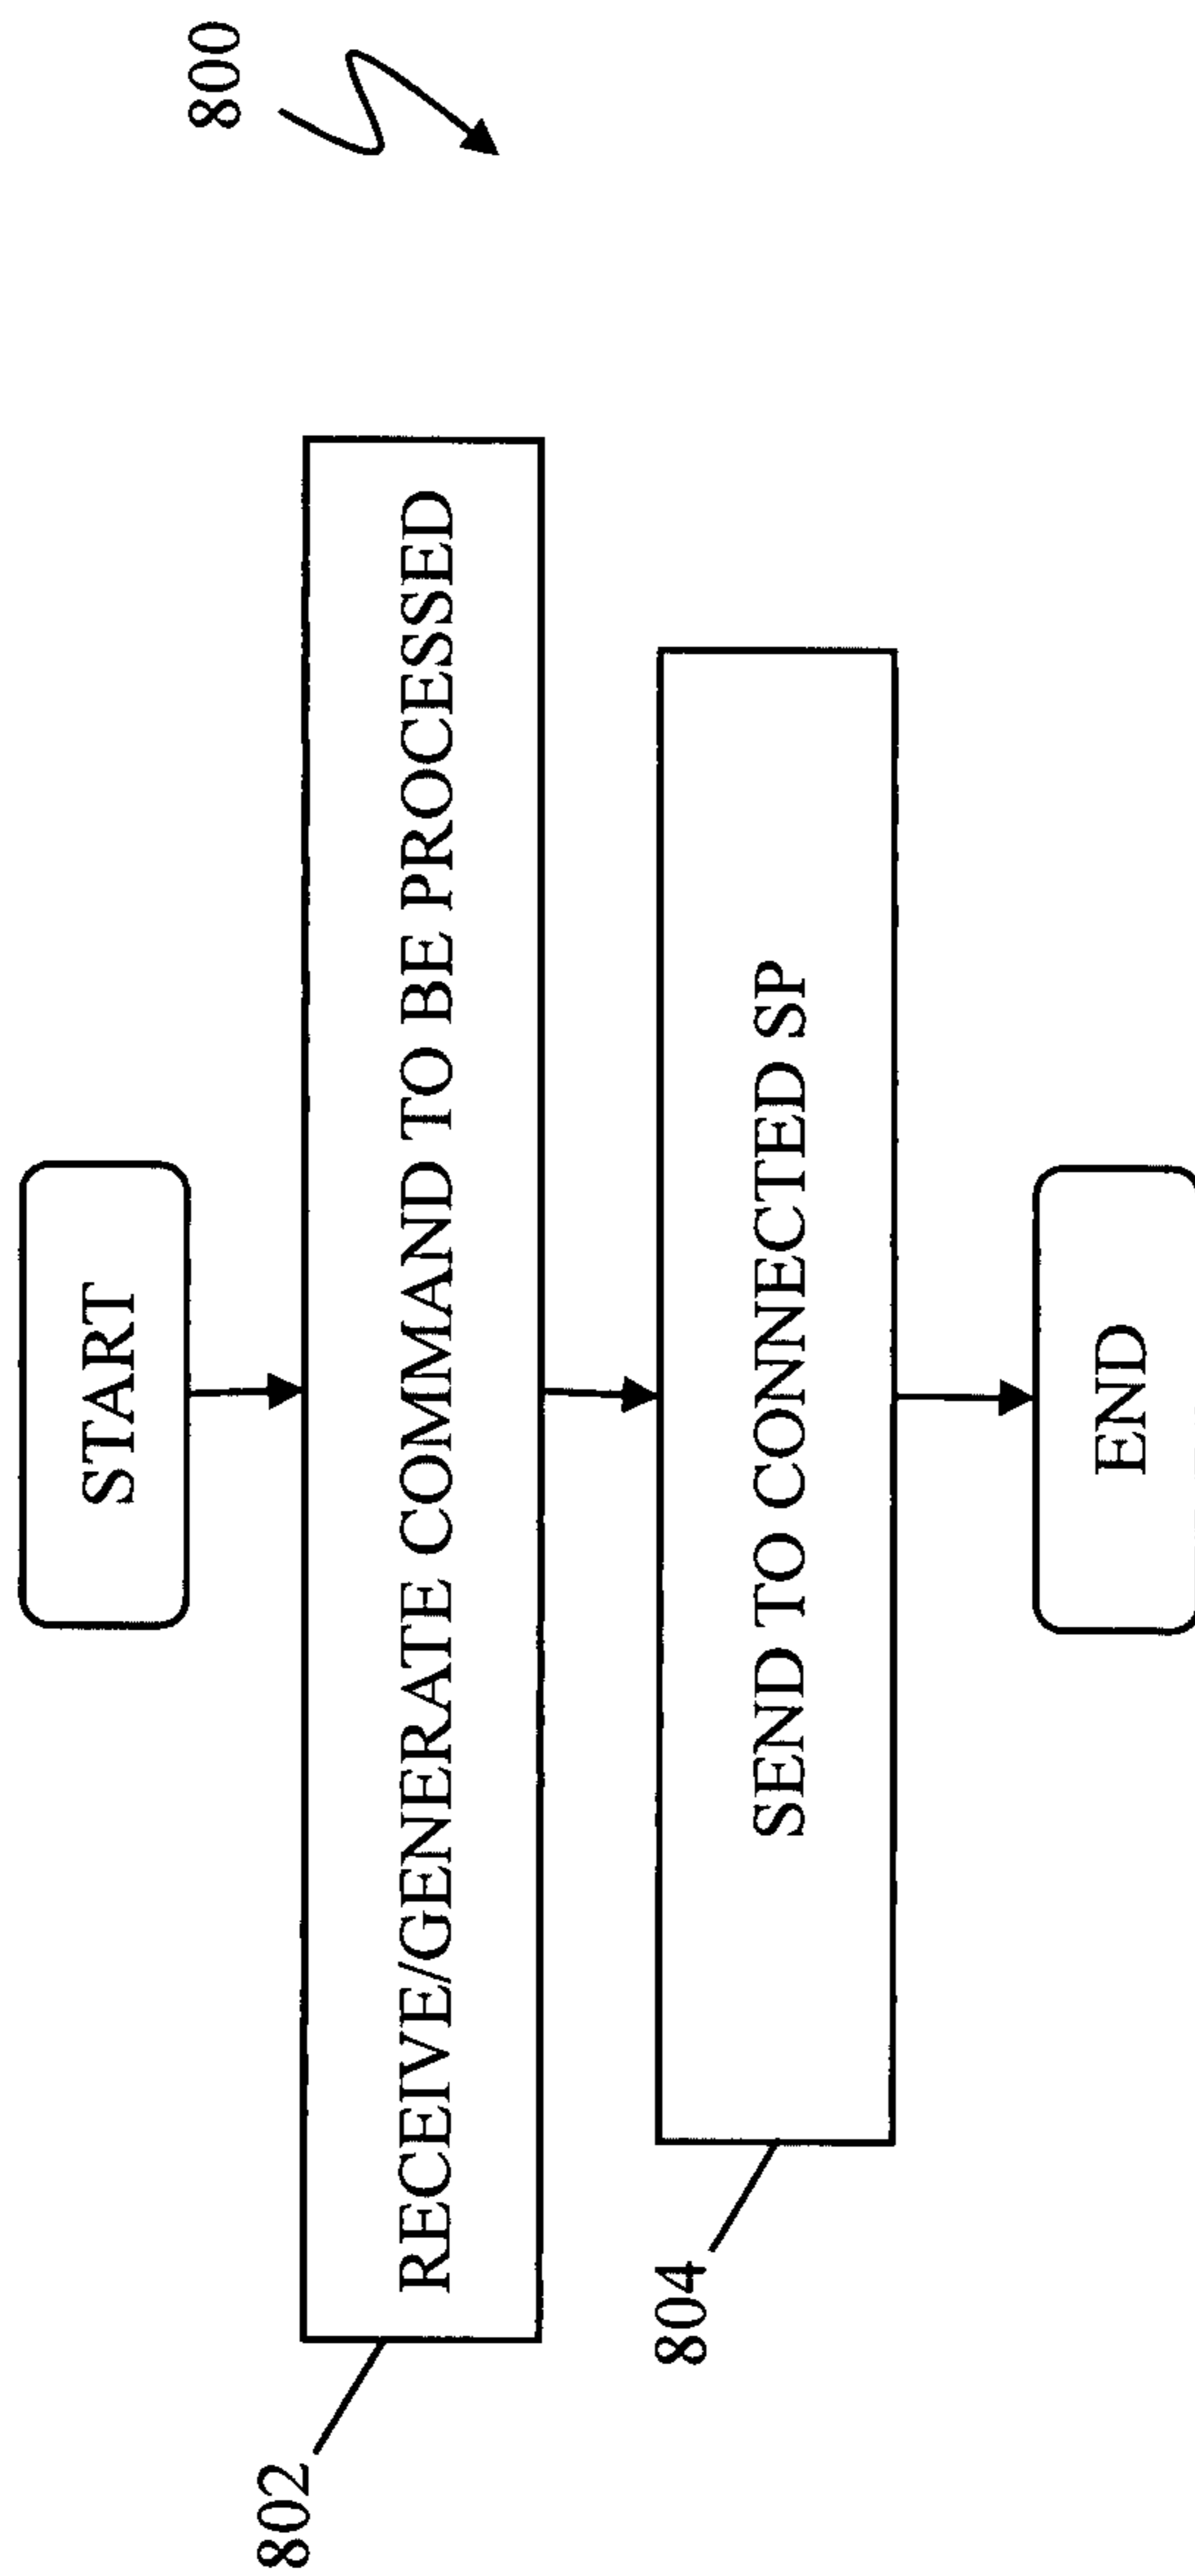 800
START
802
RECEIVE/GENERATE COMMAND TO BE PROCESSED
804
SEND TO CONNECTED SP
END